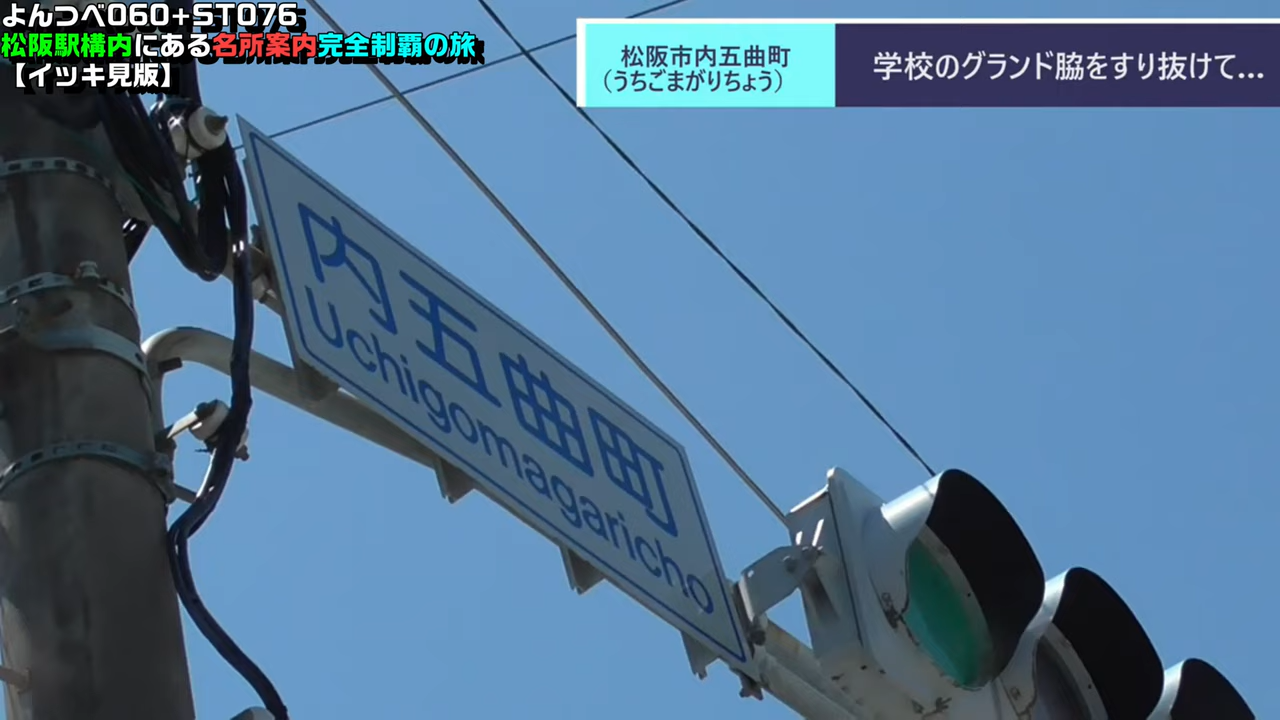 よんつべ060+ST076
松阪駅構内にある名所案内完全制覇の旅
【イッキ見版】
松阪市内五曲町
（うちごまがりちょう）
学校のグランド脇をすり抜けて…
内五曲町
Uchigomagaricho